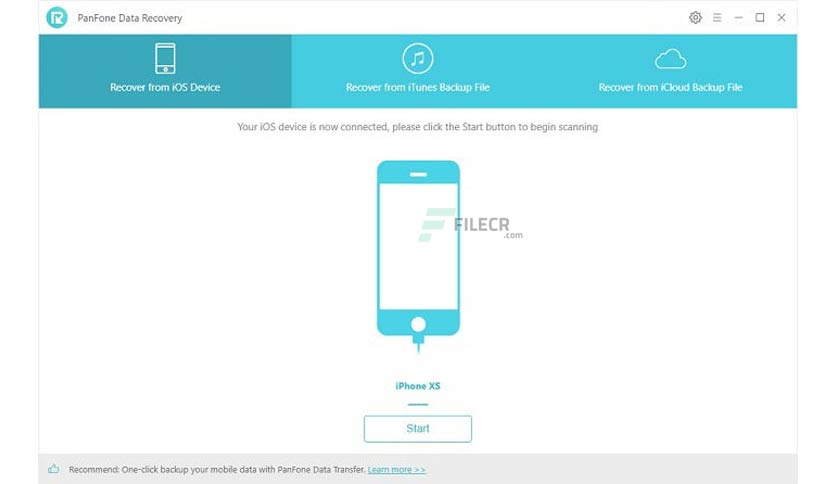 PanFone Data Recovery
Recover from iOS Device
Recover from iTunes Backup File
Recover from iCloud Backup File
Your iOS device is now connected, please click the Start button to begin scanning
FILECR
.com
iPhone XS
Start
Recommend: One-click backup your mobile data with PanFone Data Transfer. Learn more >>